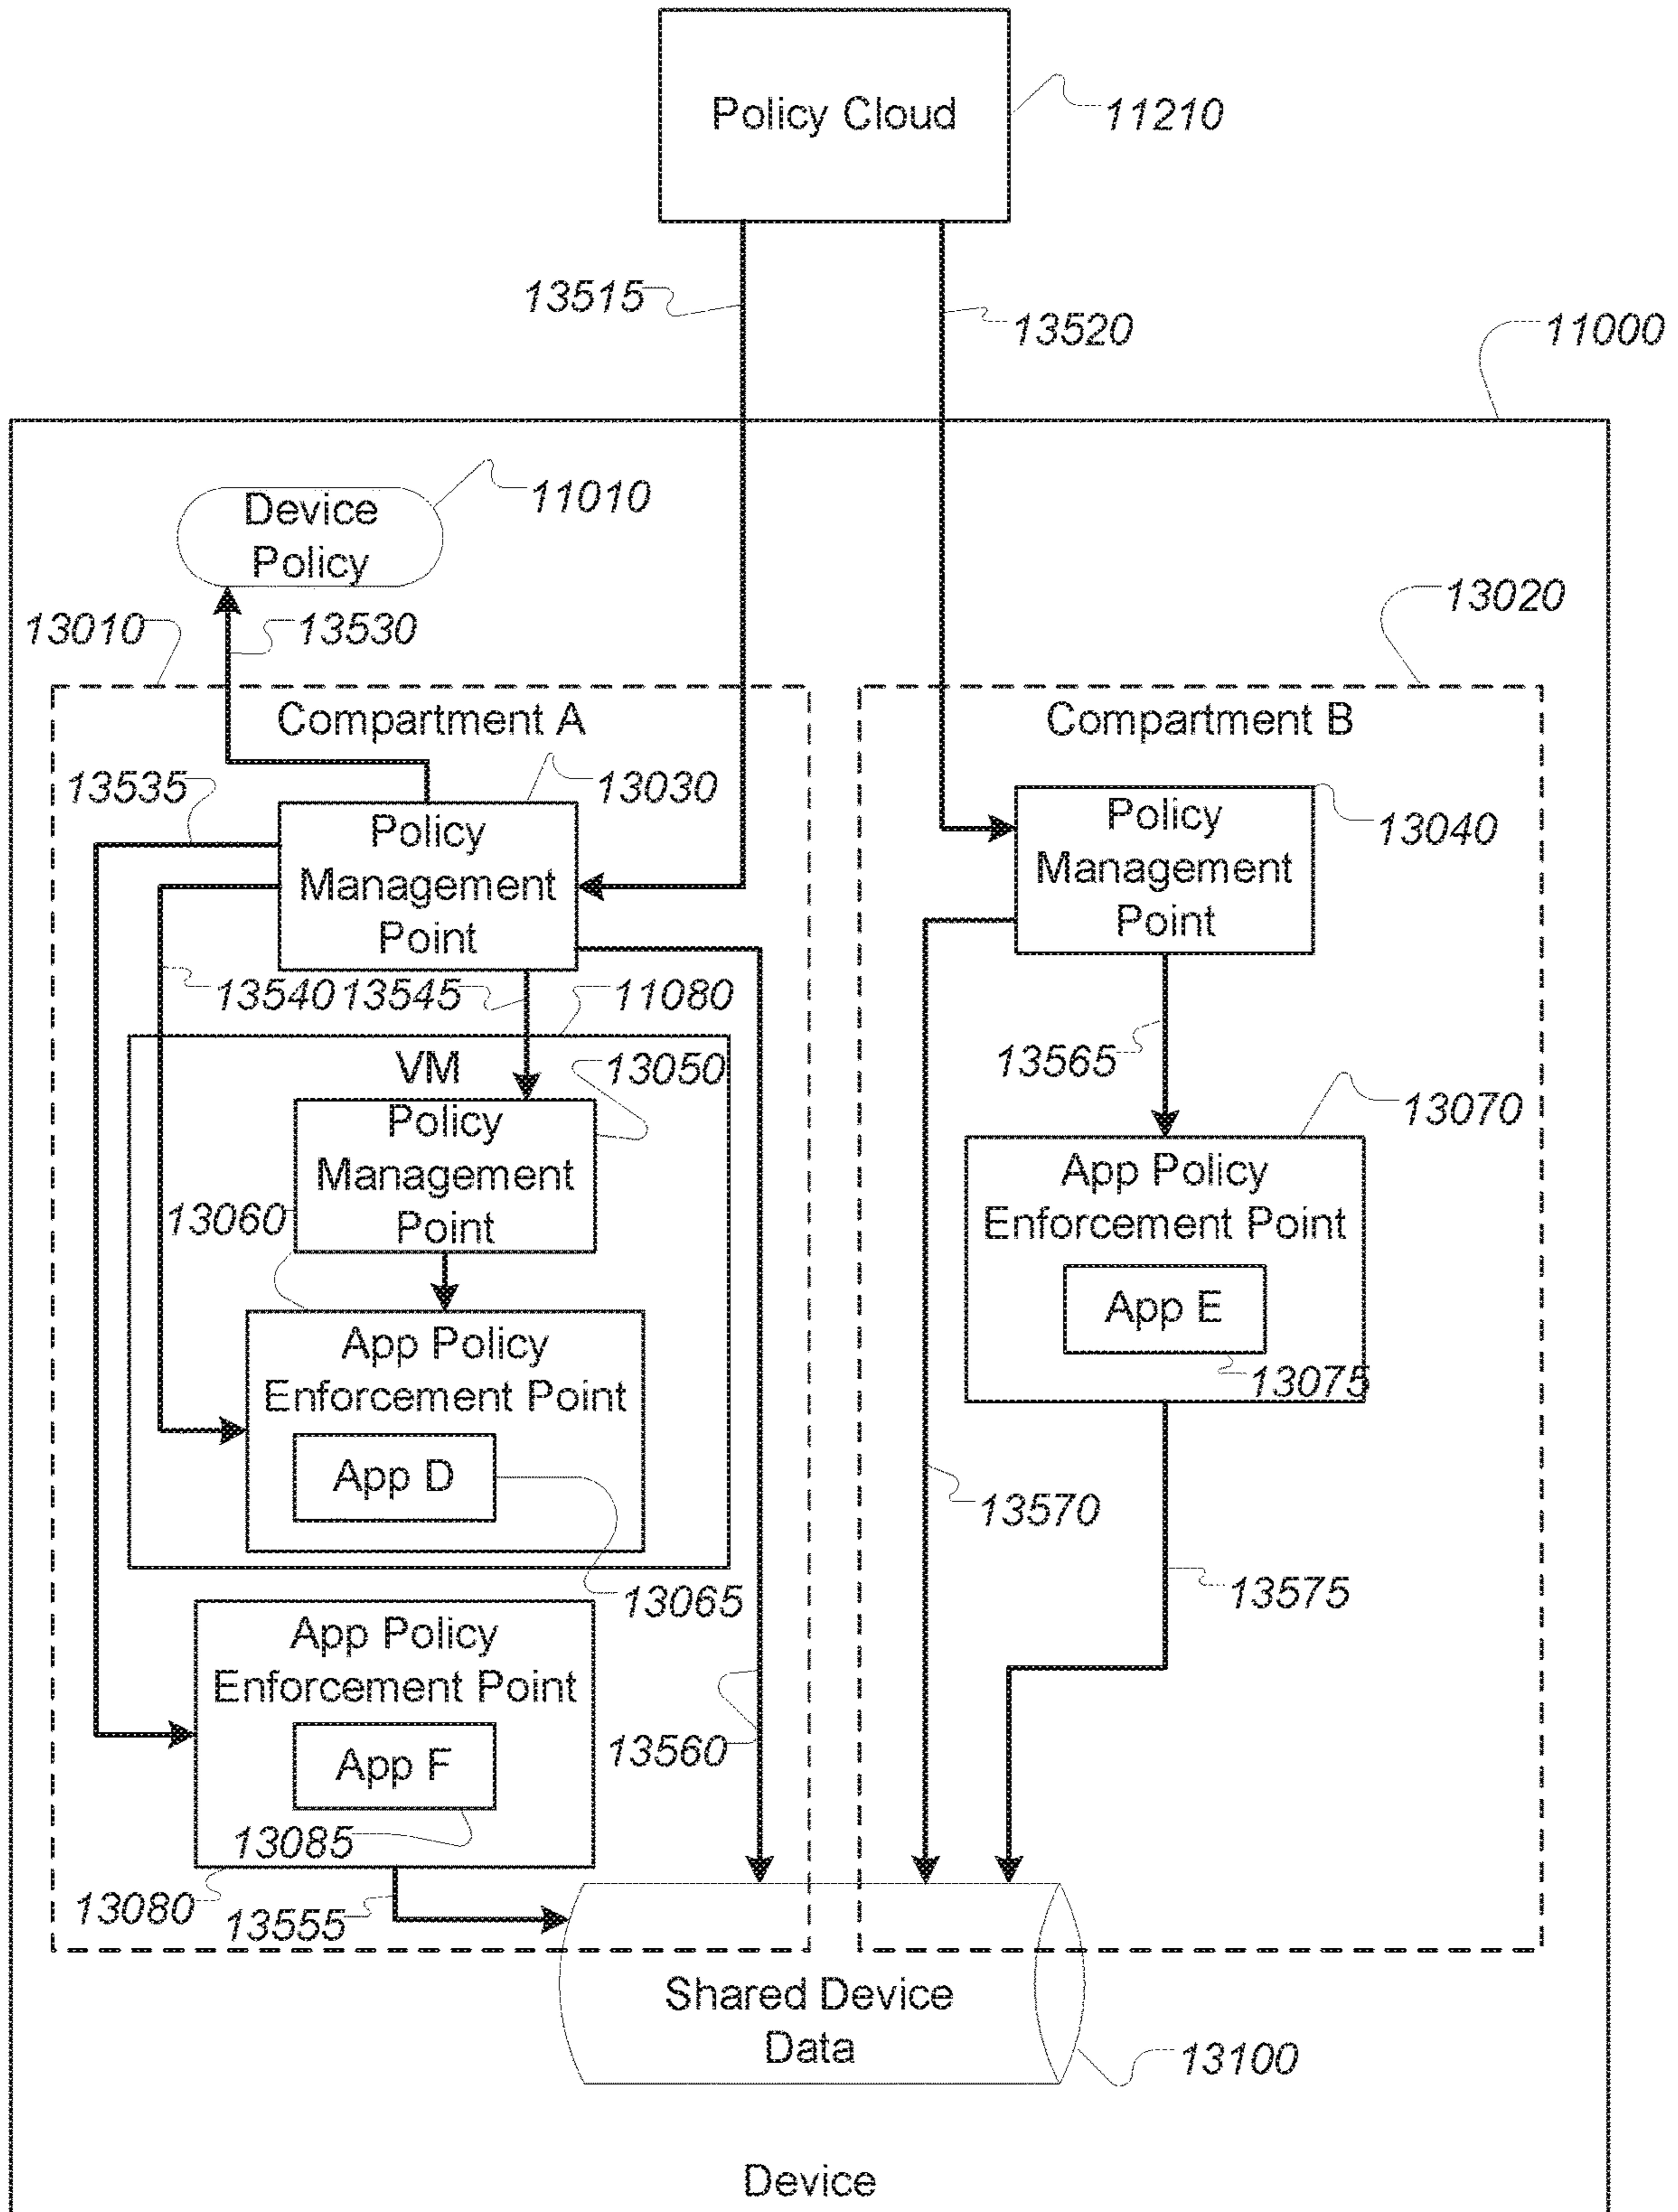 Policy Cloud
11210
13515
13520
11000
11010
Device
Policy
13010
13530
13020
Compartment A
Compartment B
13535
13030
Policy
Management
Point
Policy
Management
Point
13040
13540
13545
11080
VM
13050
13565
Policy
Management
Point
13060
13070
App Policy
Enforcement Point
App E
13075
App Policy
Enforcement Point
App D
13570
13065
13575
App Policy
Enforcement Point
App F
13560
13085
13080
13555
Shared Device
Data
13100
Device